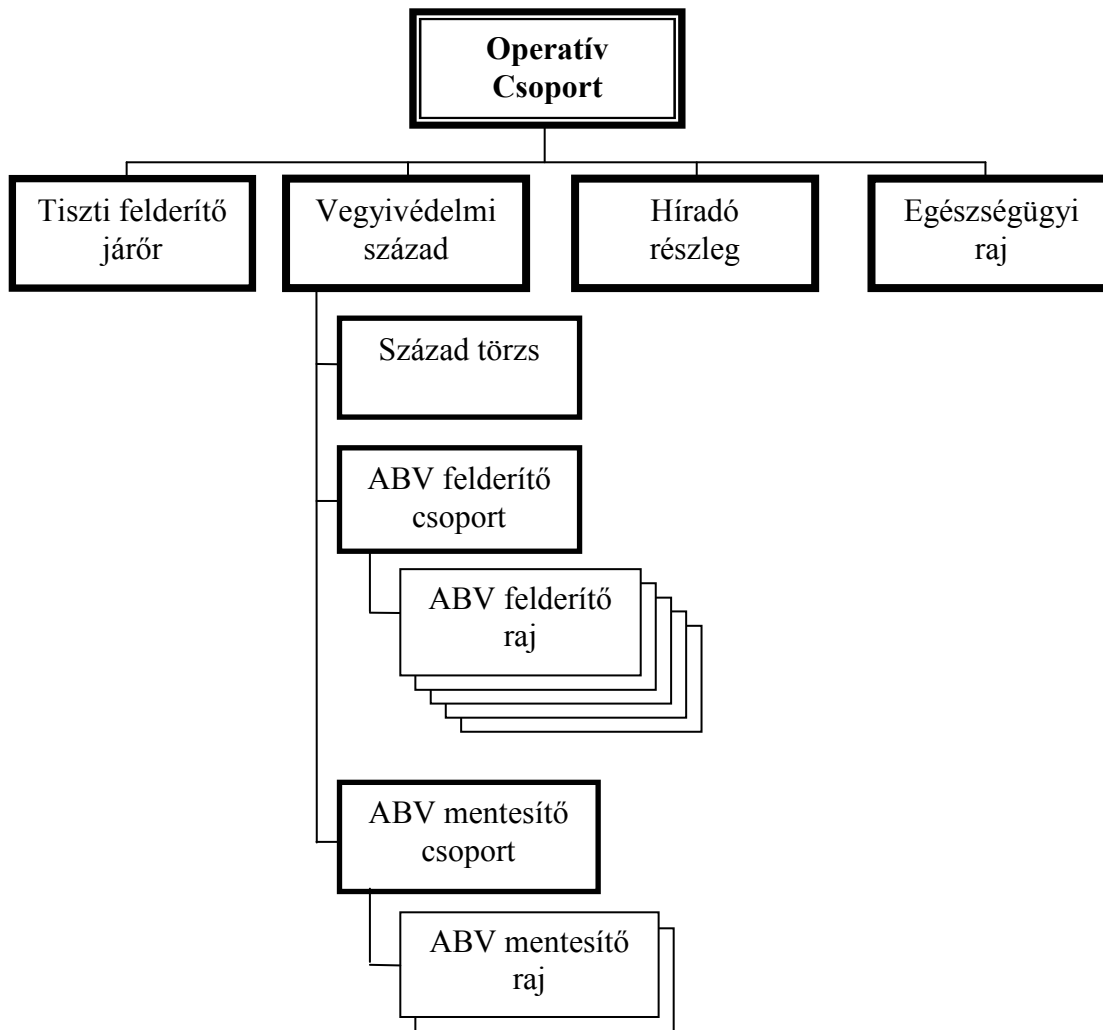 Operatív
Csoport
Tiszti felderítő
járőr
Vegyivédelmi
század
Híradó
részleg
Egészségügyi
raj
Század törzs
ABV felderítő
csoport
ABV felderítő
raj
ABV mentesítő
csoport
ABV mentesítő
raj